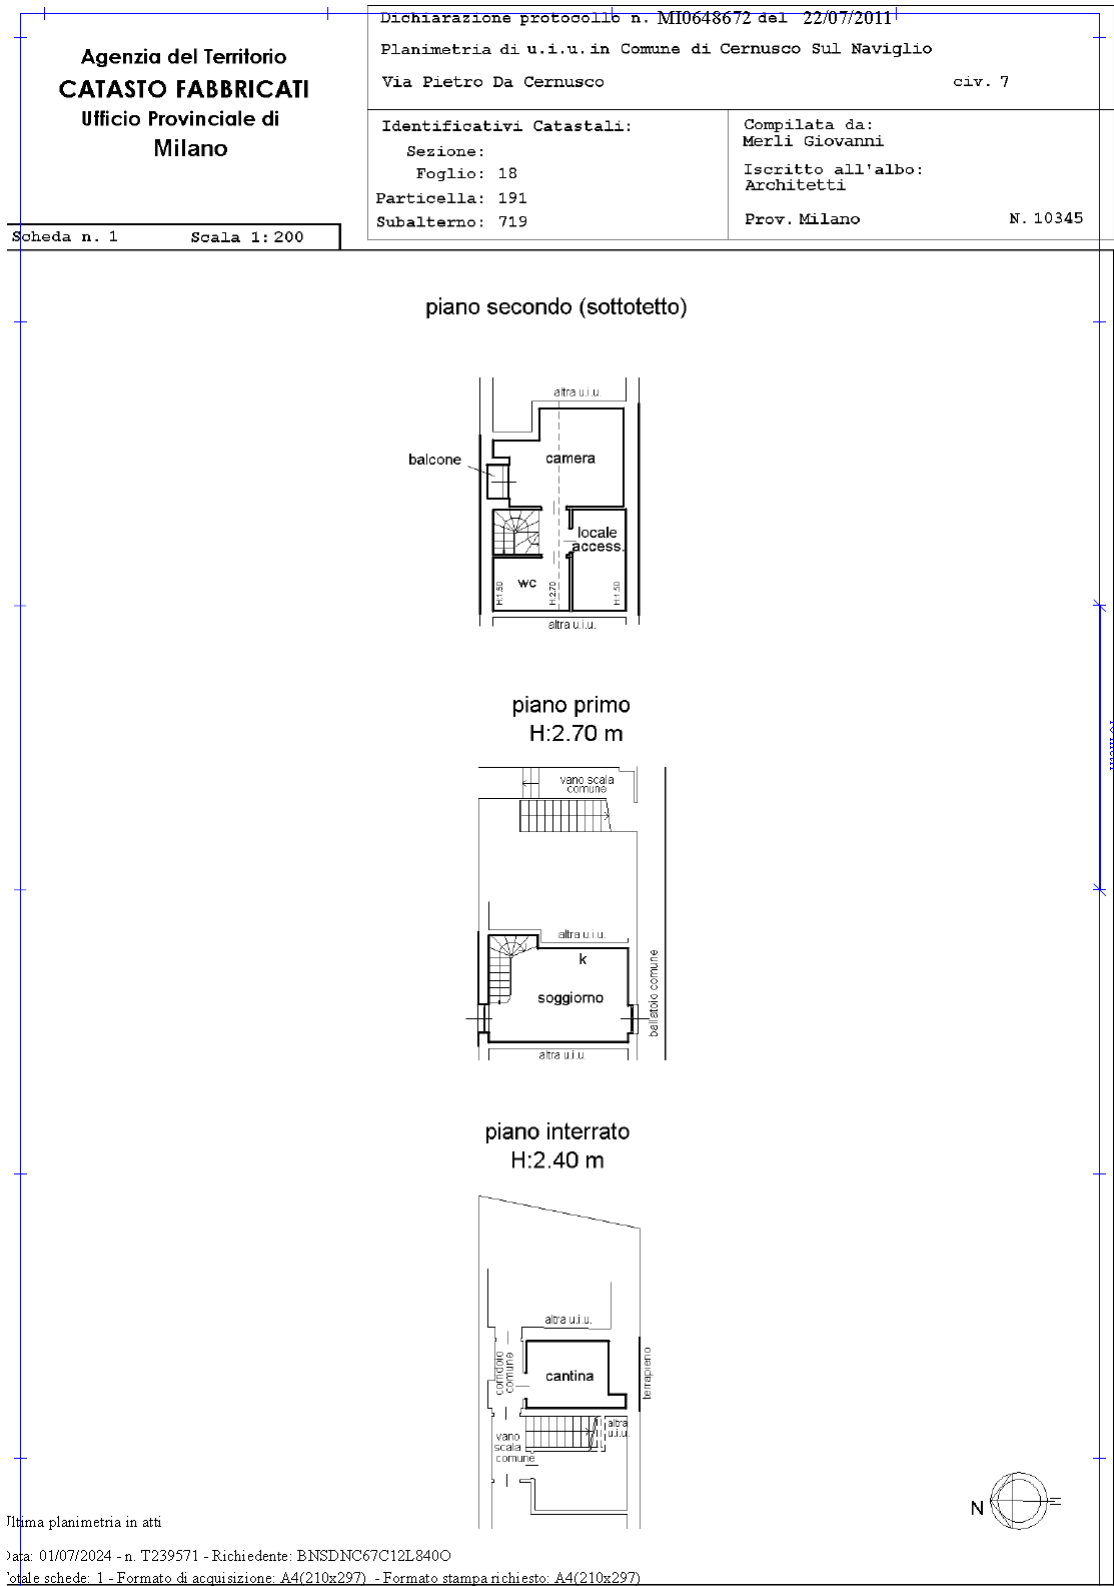 Dichiarazione protocollo n. MI0648672 del 22/07/2011
Agenzia del Territorio
CATASTO FABBRICATI
Ufficio Provinciale di
Milano
Planimetria di u.i.u. in Comune di Cernusco Sul Naviglio
Via Pietro Da Cernusco civ. 7
Identificativi Catastali:
Sezione:
Foglio: 18
Particella: 191
Subalterno: 719
Compilata da:
Merli Giovanni
Iscritto all'albo:
Architetti
Prov. Milano N. 10345
Scheda n. 1 Scala 1:200
piano secondo (sottotetto)
altra u.i.u.
balcone
camera
locale
access.
wc
H:1.50
H:2.70
H:1.50
altra u.i.u.
piano primo
H:2.70 m
vano scala
comune
altra u.i.u.
k
soggiorno
ballatoio comune
altra u.i.u.
piano interrato
H:2.40 m
altra u.i.u.
corridoio
comune
cantina
terrapieno
vano
scala
comune
altra
u.i.u.
N
Ultima planimetria in atti
Data: 01/07/2024 - n. T239571 - Richiedente: BNSDNC67C12L840O
Totale schede: 1 - Formato di acquisizione: A4(210x297) - Formato stampa richiesto: A4(210x297)